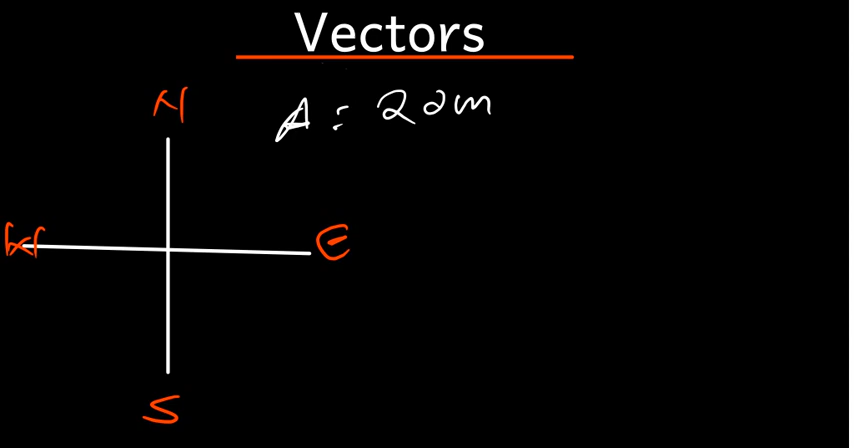 Vectors
N
A = 20m
W
E
S